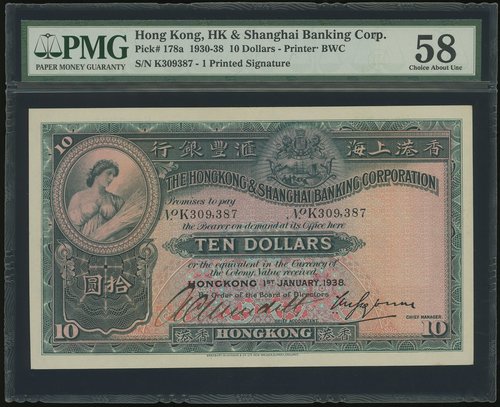 PMG
PAPER MONEY GUARANTY
Hong Kong, HK & Shanghai Banking Corp.
Pick# 178a 1930-38 10 Dollars - Printer: BWC
S/N K309387 - 1 Printed Signature
58
Choice About Unc
10
行銀豐滙 海上港香
THE HONGKONG & SHANGHAI BANKING CORPORATION
Promises to pay
No K309,387 No K309,387
the Bearer on demand at its Office here
TEN DOLLARS
or the equivalent in the Currency of
the Colony, Value received.
HONGKONG 1ST JANUARY, 1938.
By Order of the Board of Directors
圓拾
CHIEF MANAGER
10
港香
HONGKONG
港香
10